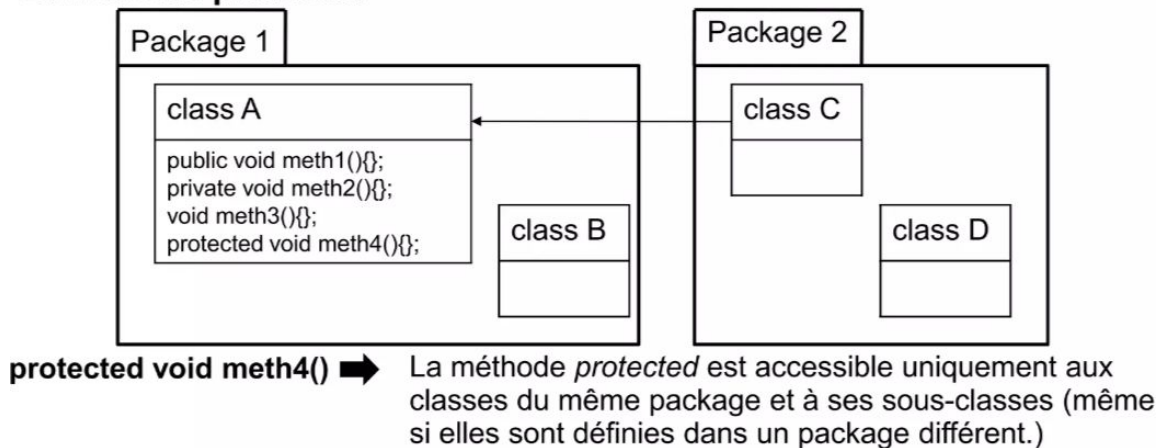 Package 1
Package 2
class A
public void meth1(){};
private void meth2(){};
void meth3(){};
protected void meth4(){};
class B
class C
class D
protected void meth4()
La méthode protected est accessible uniquement aux
classes du même package et à ses sous-classes (même
si elles sont définies dans un package différent.)